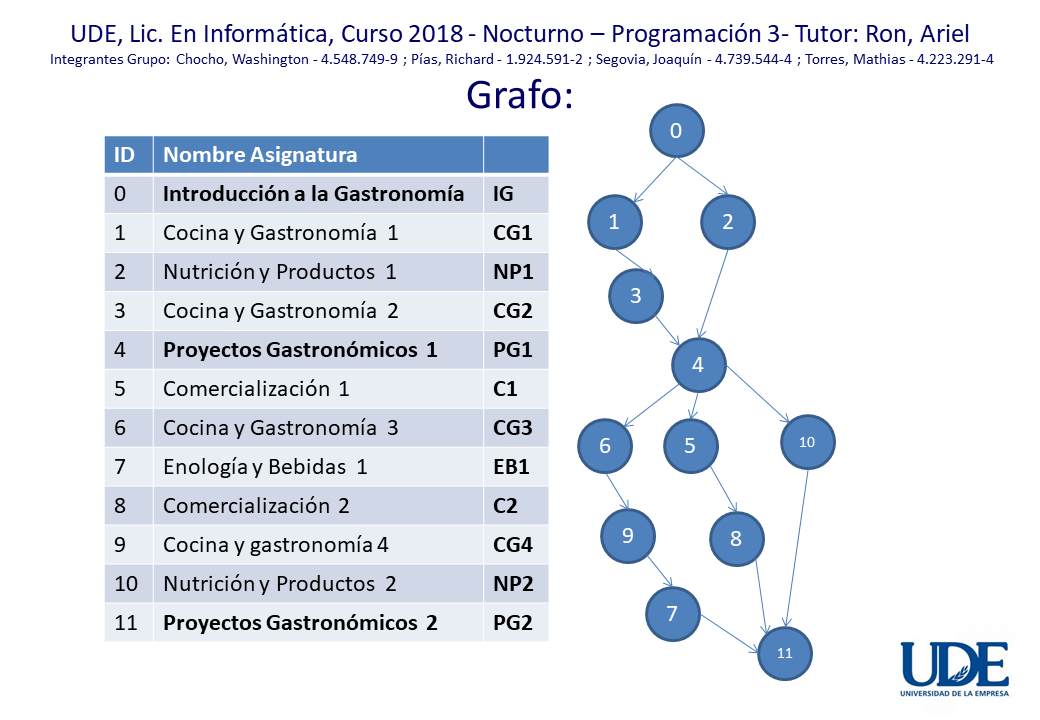 UDE, Lic. En Informática, Curso 2018 - Nocturno – Programación 3- Tutor: Ron, Ariel
Integrantes Grupo: Chocho, Washington - 4.548.749-9 ; Pías, Richard - 1.924.591-2 ; Segovia, Joaquín - 4.739.544-4 ; Torres, Mathias - 4.223.291-4
Grafo:
ID Nombre Asignatura
0 Introducción a la Gastronomía IG
1 Cocina y Gastronomía 1 CG1
2 Nutrición y Productos 1 NP1
3 Cocina y Gastronomía 2 CG2
4 Proyectos Gastronómicos 1 PG1
5 Comercialización 1 C1
6 Cocina y Gastronomía 3 CG3
7 Enología y Bebidas 1 EB1
8 Comercialización 2 C2
9 Cocina y gastronomía 4 CG4
10 Nutrición y Productos 2 NP2
11 Proyectos Gastronómicos 2 PG2
0
1 2
3
4
6 5 10
9 8
7
11
UDE
UNIVERSIDAD DE LA EMPRESA